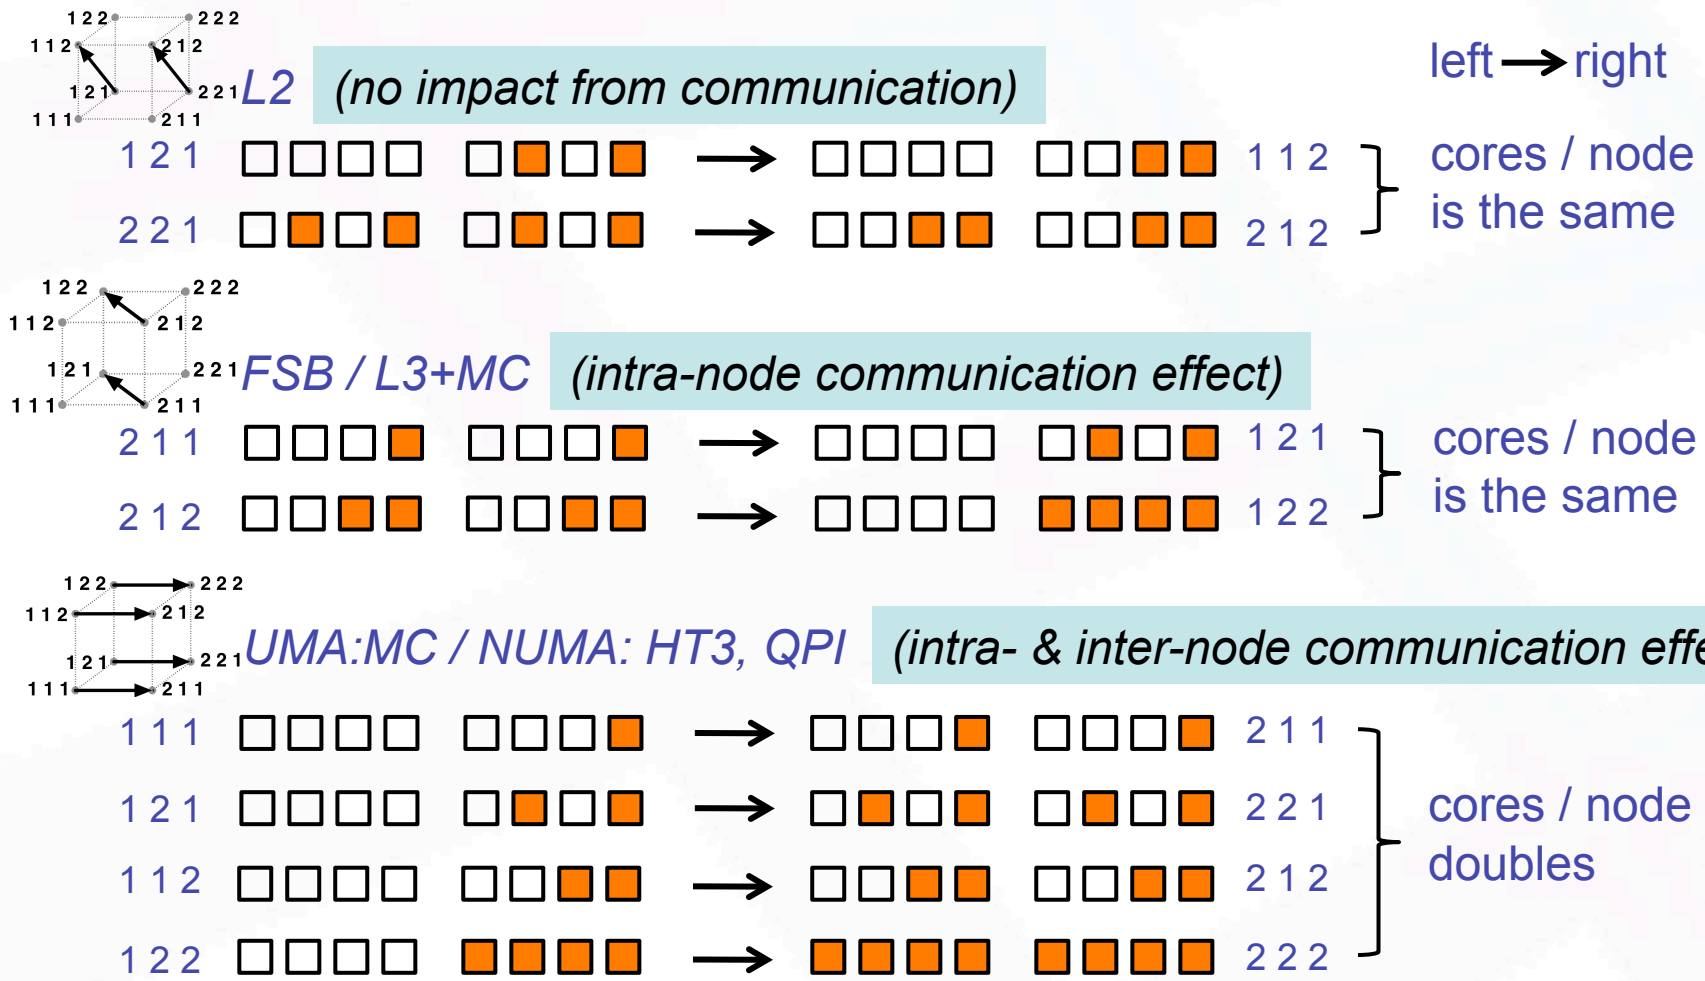 1 2 2 2 2 2
1 1 2 2 1 2
1 2 1 2 2 1
1 1 1 2 1 1
L2 (no impact from communication)
left right
1 2 1 1 1 2
2 2 1 2 1 2
cores / node
is the same
1 2 2 2 2 2
1 1 2 2 1 2
1 2 1 2 2 1
1 1 1 2 1 1
FSB / L3+MC (intra-node communication effect)
2 1 1 1 2 1
2 1 2 1 2 2
cores / node
is the same
1 2 2 2 2 2
1 1 2 2 1 2
1 2 1 2 2 1
1 1 1 2 1 1
UMA:MC / NUMA: HT3, QPI (intra- & inter-node communication effe
1 1 1 2 1 1
1 2 1 2 2 1
1 1 2 2 1 2
1 2 2 2 2 2
cores / node
doubles